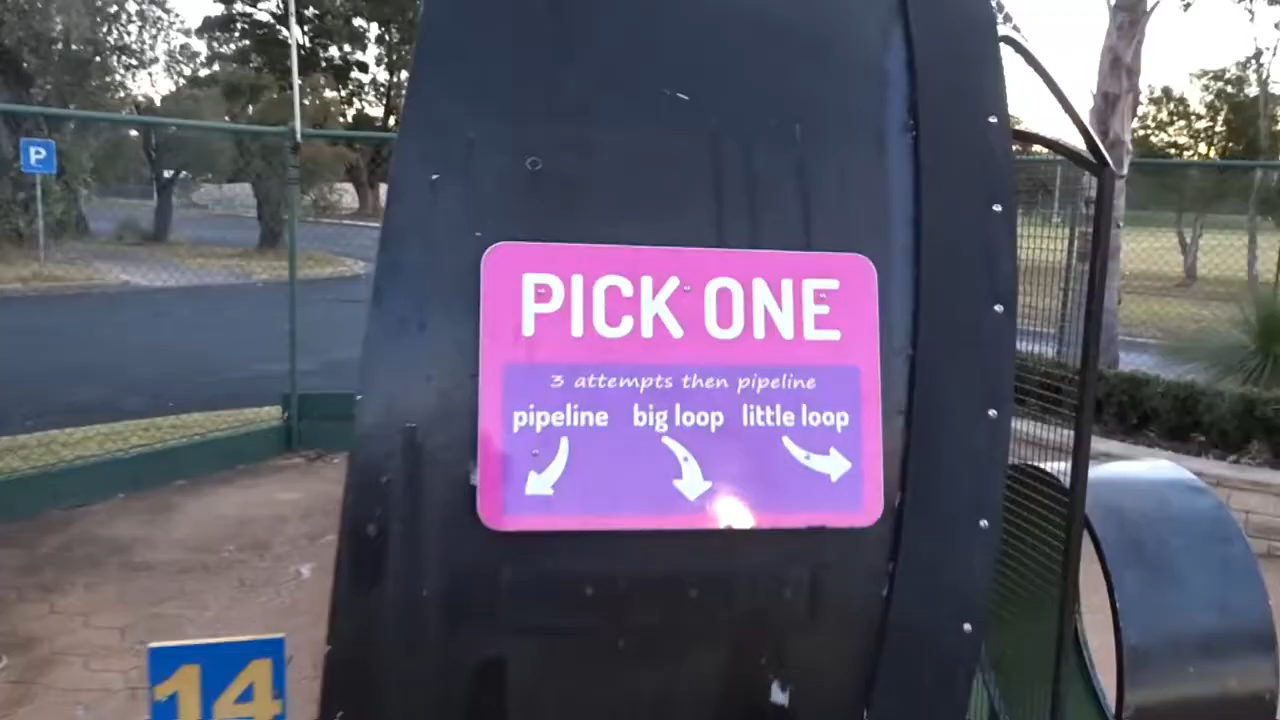 P
PICK ONE
3 attempts then pipeline
pipeline big loop little loop
14